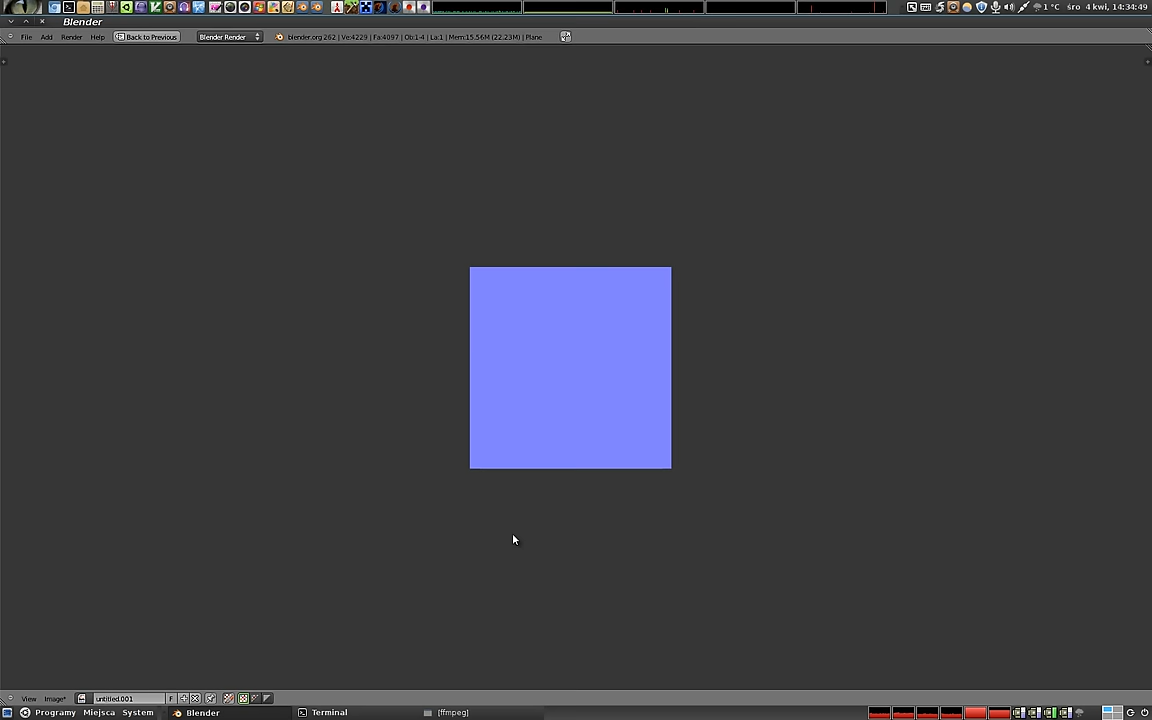 1 °C śro 4 kwi, 14:34:49
Blender
File Add Render Help Back to Previous Blender Render blender.org 262 | Ve:4229 | Fa:4097 | Ob:1-4 | La:1 | Mem:15.56M (22.23M) | Plane
View Image* untitled.001 F
Programy Miejsca System Blender Terminal [ffmpeg]